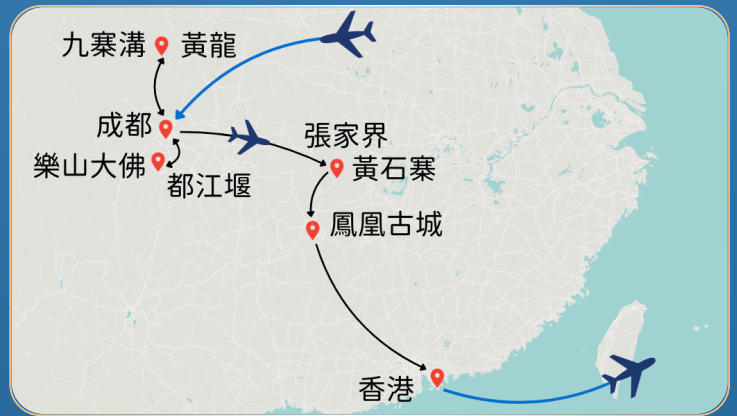 九寨溝 黃龍
成都
樂山大佛
都江堰
張家界
黃石寨
鳳凰古城
香港